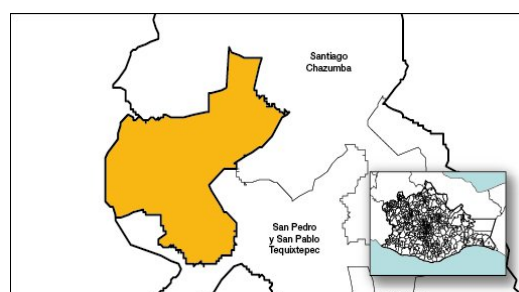 Santiago
Chazumba
San Pedro
y San Pablo
Tequixtepec